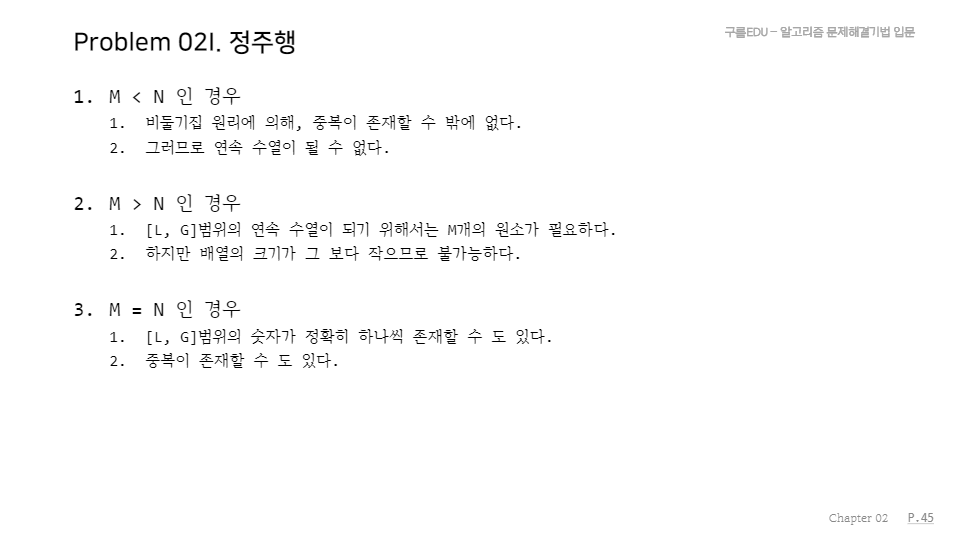 Problem 02I. 정주행
구름EDU – 알고리즘 문제해결기법 입문
1. M < N 인 경우
1. 비둘기집 원리에 의해, 중복이 존재할 수 밖에 없다.
2. 그러므로 연속 수열이 될 수 없다.
2. M > N 인 경우
1. [L, G]범위의 연속 수열이 되기 위해서는 M개의 원소가 필요하다.
2. 하지만 배열의 크기가 그 보다 작으므로 불가능하다.
3. M = N 인 경우
1. [L, G]범위의 숫자가 정확히 하나씩 존재할 수 도 있다.
2. 중복이 존재할 수 도 있다.
Chapter 02 P.45